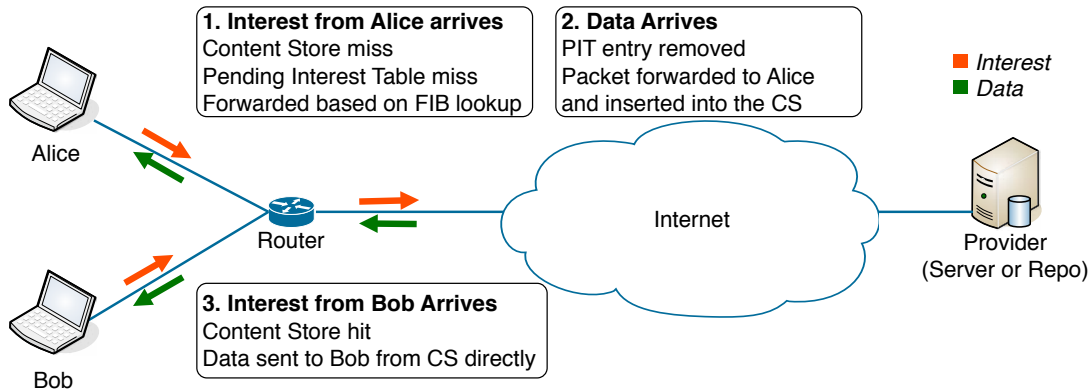 1. Interest from Alice arrives
Content Store miss
Pending Interest Table miss
Forwarded based on FIB lookup
2. Data Arrives
PIT entry removed
Packet forwarded to Alice
and inserted into the CS
Interest
Data
Alice
Router
Internet
Provider
(Server or Repo)
3. Interest from Bob Arrives
Content Store hit
Data sent to Bob from CS directly
Bob